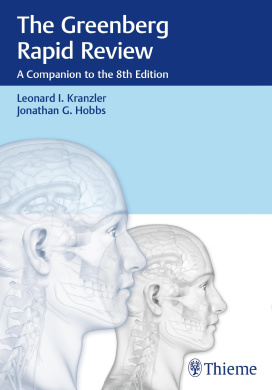 The Greenberg
Rapid Review
A Companion to the 8th Edition
Leonard I. Kranzler
Jonathan G. Hobbs
Thieme